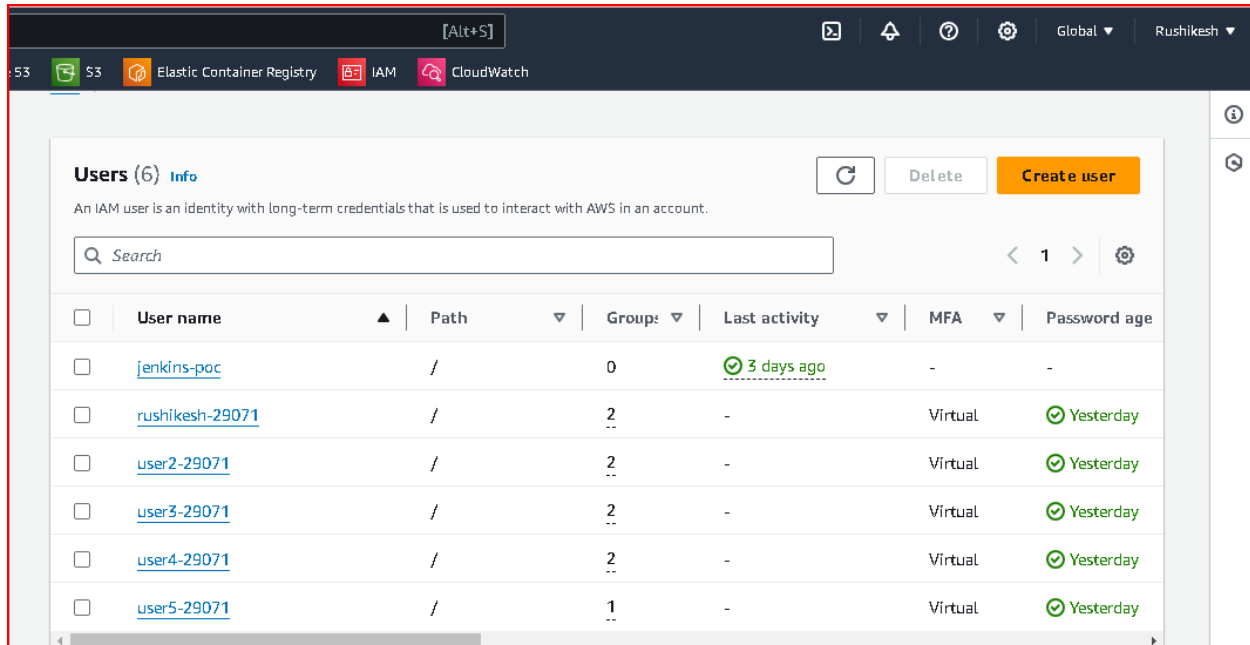 [Alt+S] Global Rushikesh
53 S3 Elastic Container Registry IAM CloudWatch
Users (6) Info Delete Create user
An IAM user is an identity with long-term credentials that is used to interact with AWS in an account.
Search 1
User name Path Groups Last activity MFA Password age
jenkins-poc / 0 3 days ago - -
rushikesh-29071 / 2 - Virtual Yesterday
user2-29071 / 2 - Virtual Yesterday
user3-29071 / 2 - Virtual Yesterday
user4-29071 / 2 - Virtual Yesterday
user5-29071 / 1 - Virtual Yesterday